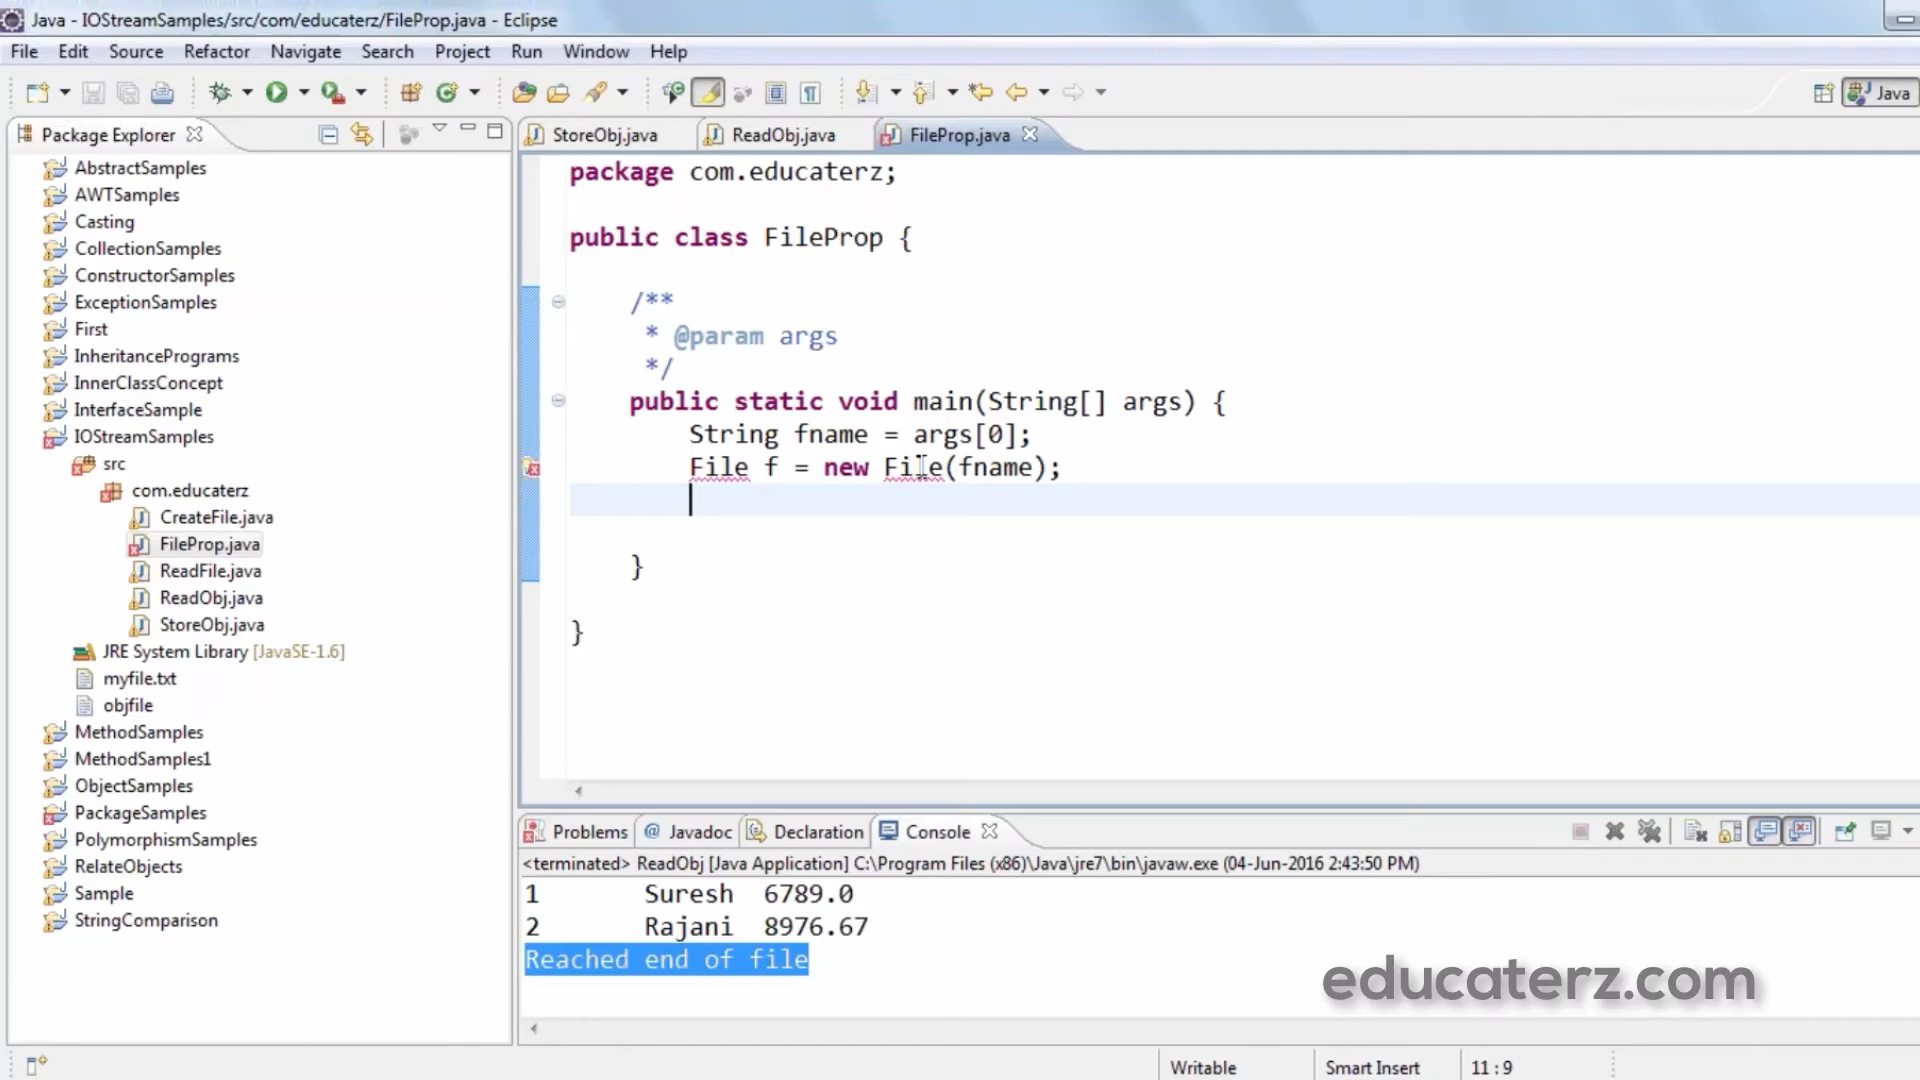 Java - IOStreamSamples/src/com/educaterz/FileProp.java - Eclipse
File Edit Source Refactor Navigate Search Project Run Window Help
Java
Package Explorer
StoreObj.java ReadObj.java FileProp.java
AbstractSamples
AWTSamples
Casting
CollectionSamples
ConstructorSamples
ExceptionSamples
First
InheritancePrograms
InnerClassConcept
InterfaceSample
IOStreamSamples
src
com.educaterz
CreateFile.java
FileProp.java
ReadFile.java
ReadObj.java
StoreObj.java
JRE System Library [JavaSE-1.6]
myfile.txt
objfile
MethodSamples
MethodSamples1
ObjectSamples
PackageSamples
PolymorphismSamples
RelateObjects
Sample
StringComparison
package com.educaterz;
public class FileProp {
/**
* @param args
*/
public static void main(String[] args) {
String fname = args[0];
File f = new File(fname);
}
}
Problems @ Javadoc Declaration Console
<terminated> ReadObj [Java Application] C:\Program Files (x86)\Java\jre7\bin\javaw.exe (04-Jun-2016 2:43:50 PM)
1 Suresh 6789.0
2 Rajani 8976.67
Reached end of file
educaterz.com
Writable Smart Insert 11 : 9